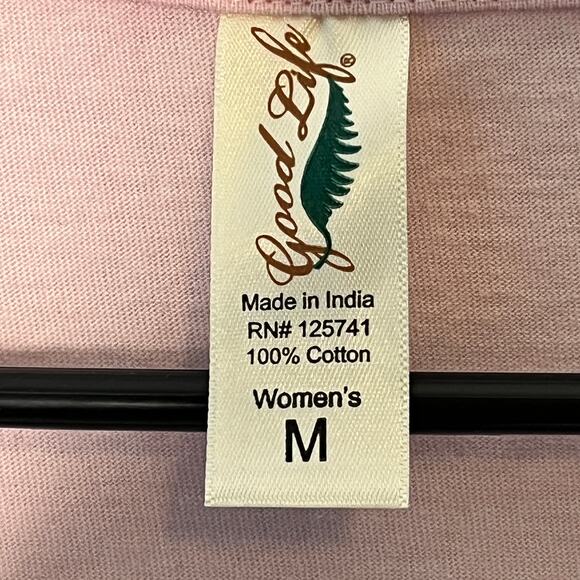 Good Life®
Made in India
RN# 125741
100% Cotton
Women's
M